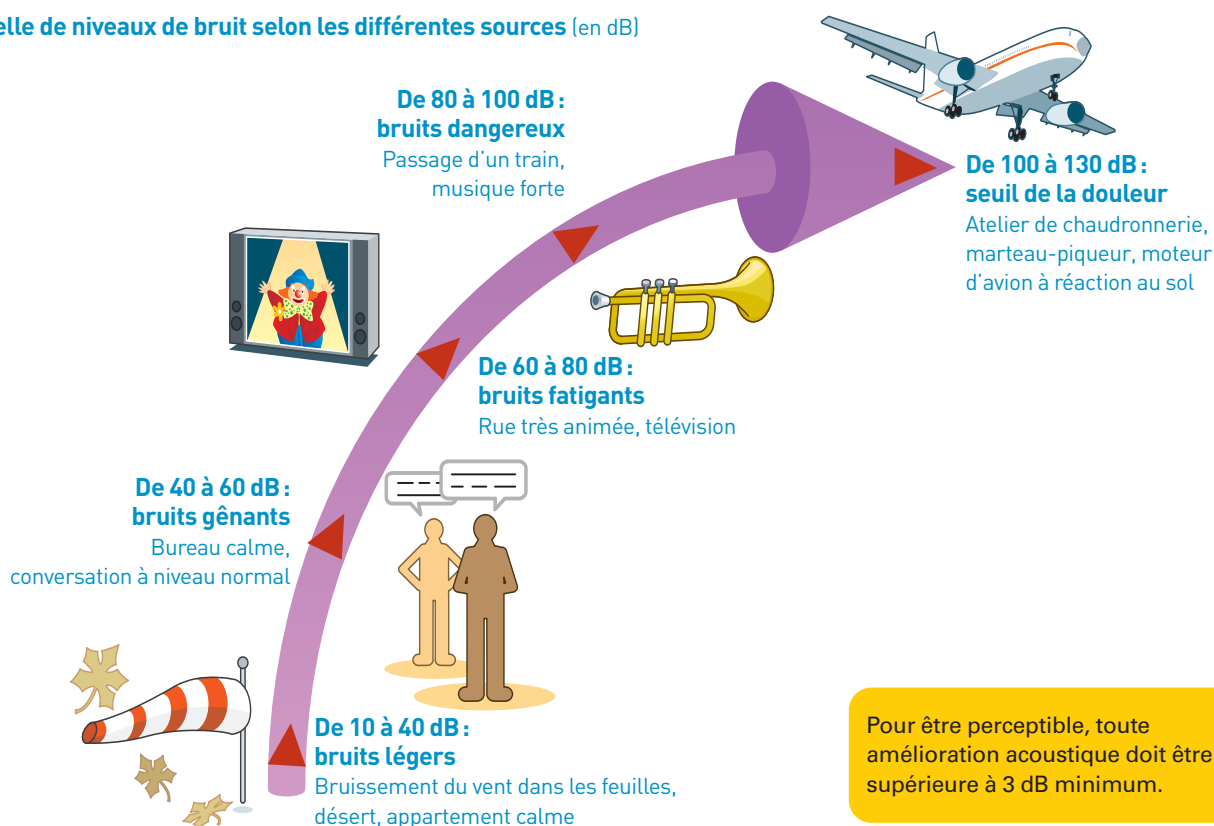 elle de niveaux de bruit selon les différentes sources (en dB)
De 80 à 100 dB :
bruits dangereux
Passage d'un train,
musique forte
De 100 à 130 dB :
seuil de la douleur
Atelier de chaudronnerie,
marteau-piqueur, moteur
d'avion à réaction au sol
De 60 à 80 dB :
bruits fatigants
Rue très animée, télévision
De 40 à 60 dB :
bruits gênants
Bureau calme,
conversation à niveau normal
De 10 à 40 dB :
bruits légers
Bruissement du vent dans les feuilles,
désert, appartement calme
Pour être perceptible, toute
amélioration acoustique doit être
supérieure à 3 dB minimum.